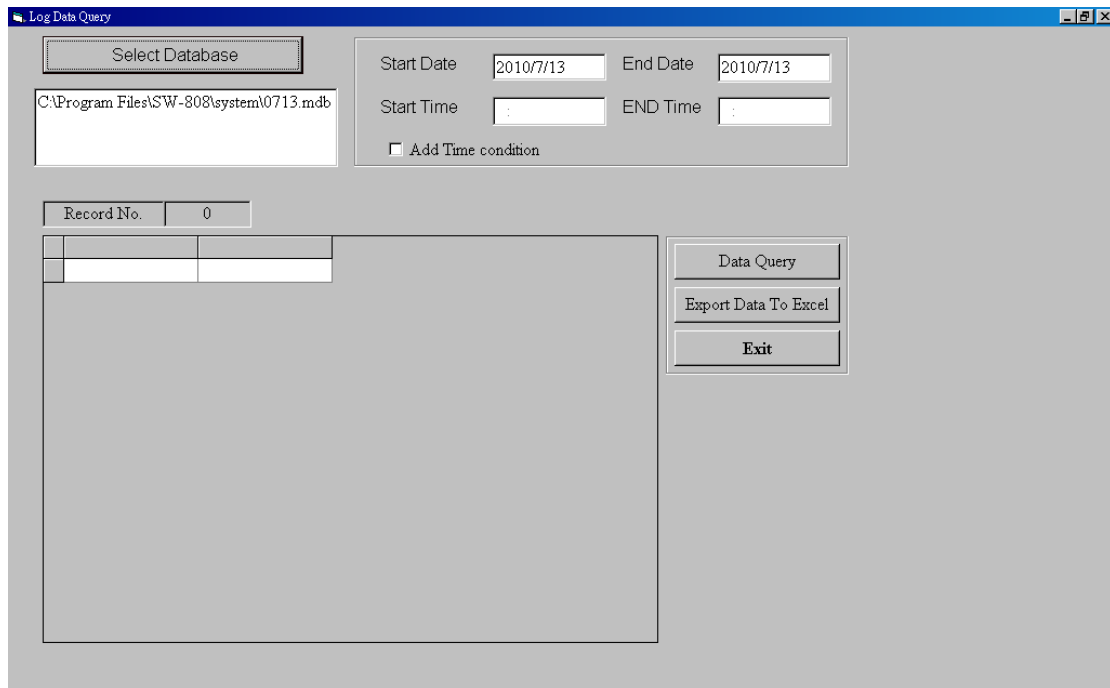 Log Data Query
Select Database
C:\Program Files\SW-808\system\0713.mdb
Start Date 2010/7/13 End Date 2010/7/13
Start Time : END Time :
Add Time condition
Record No. 0
Data Query
Export Data To Excel
Exit